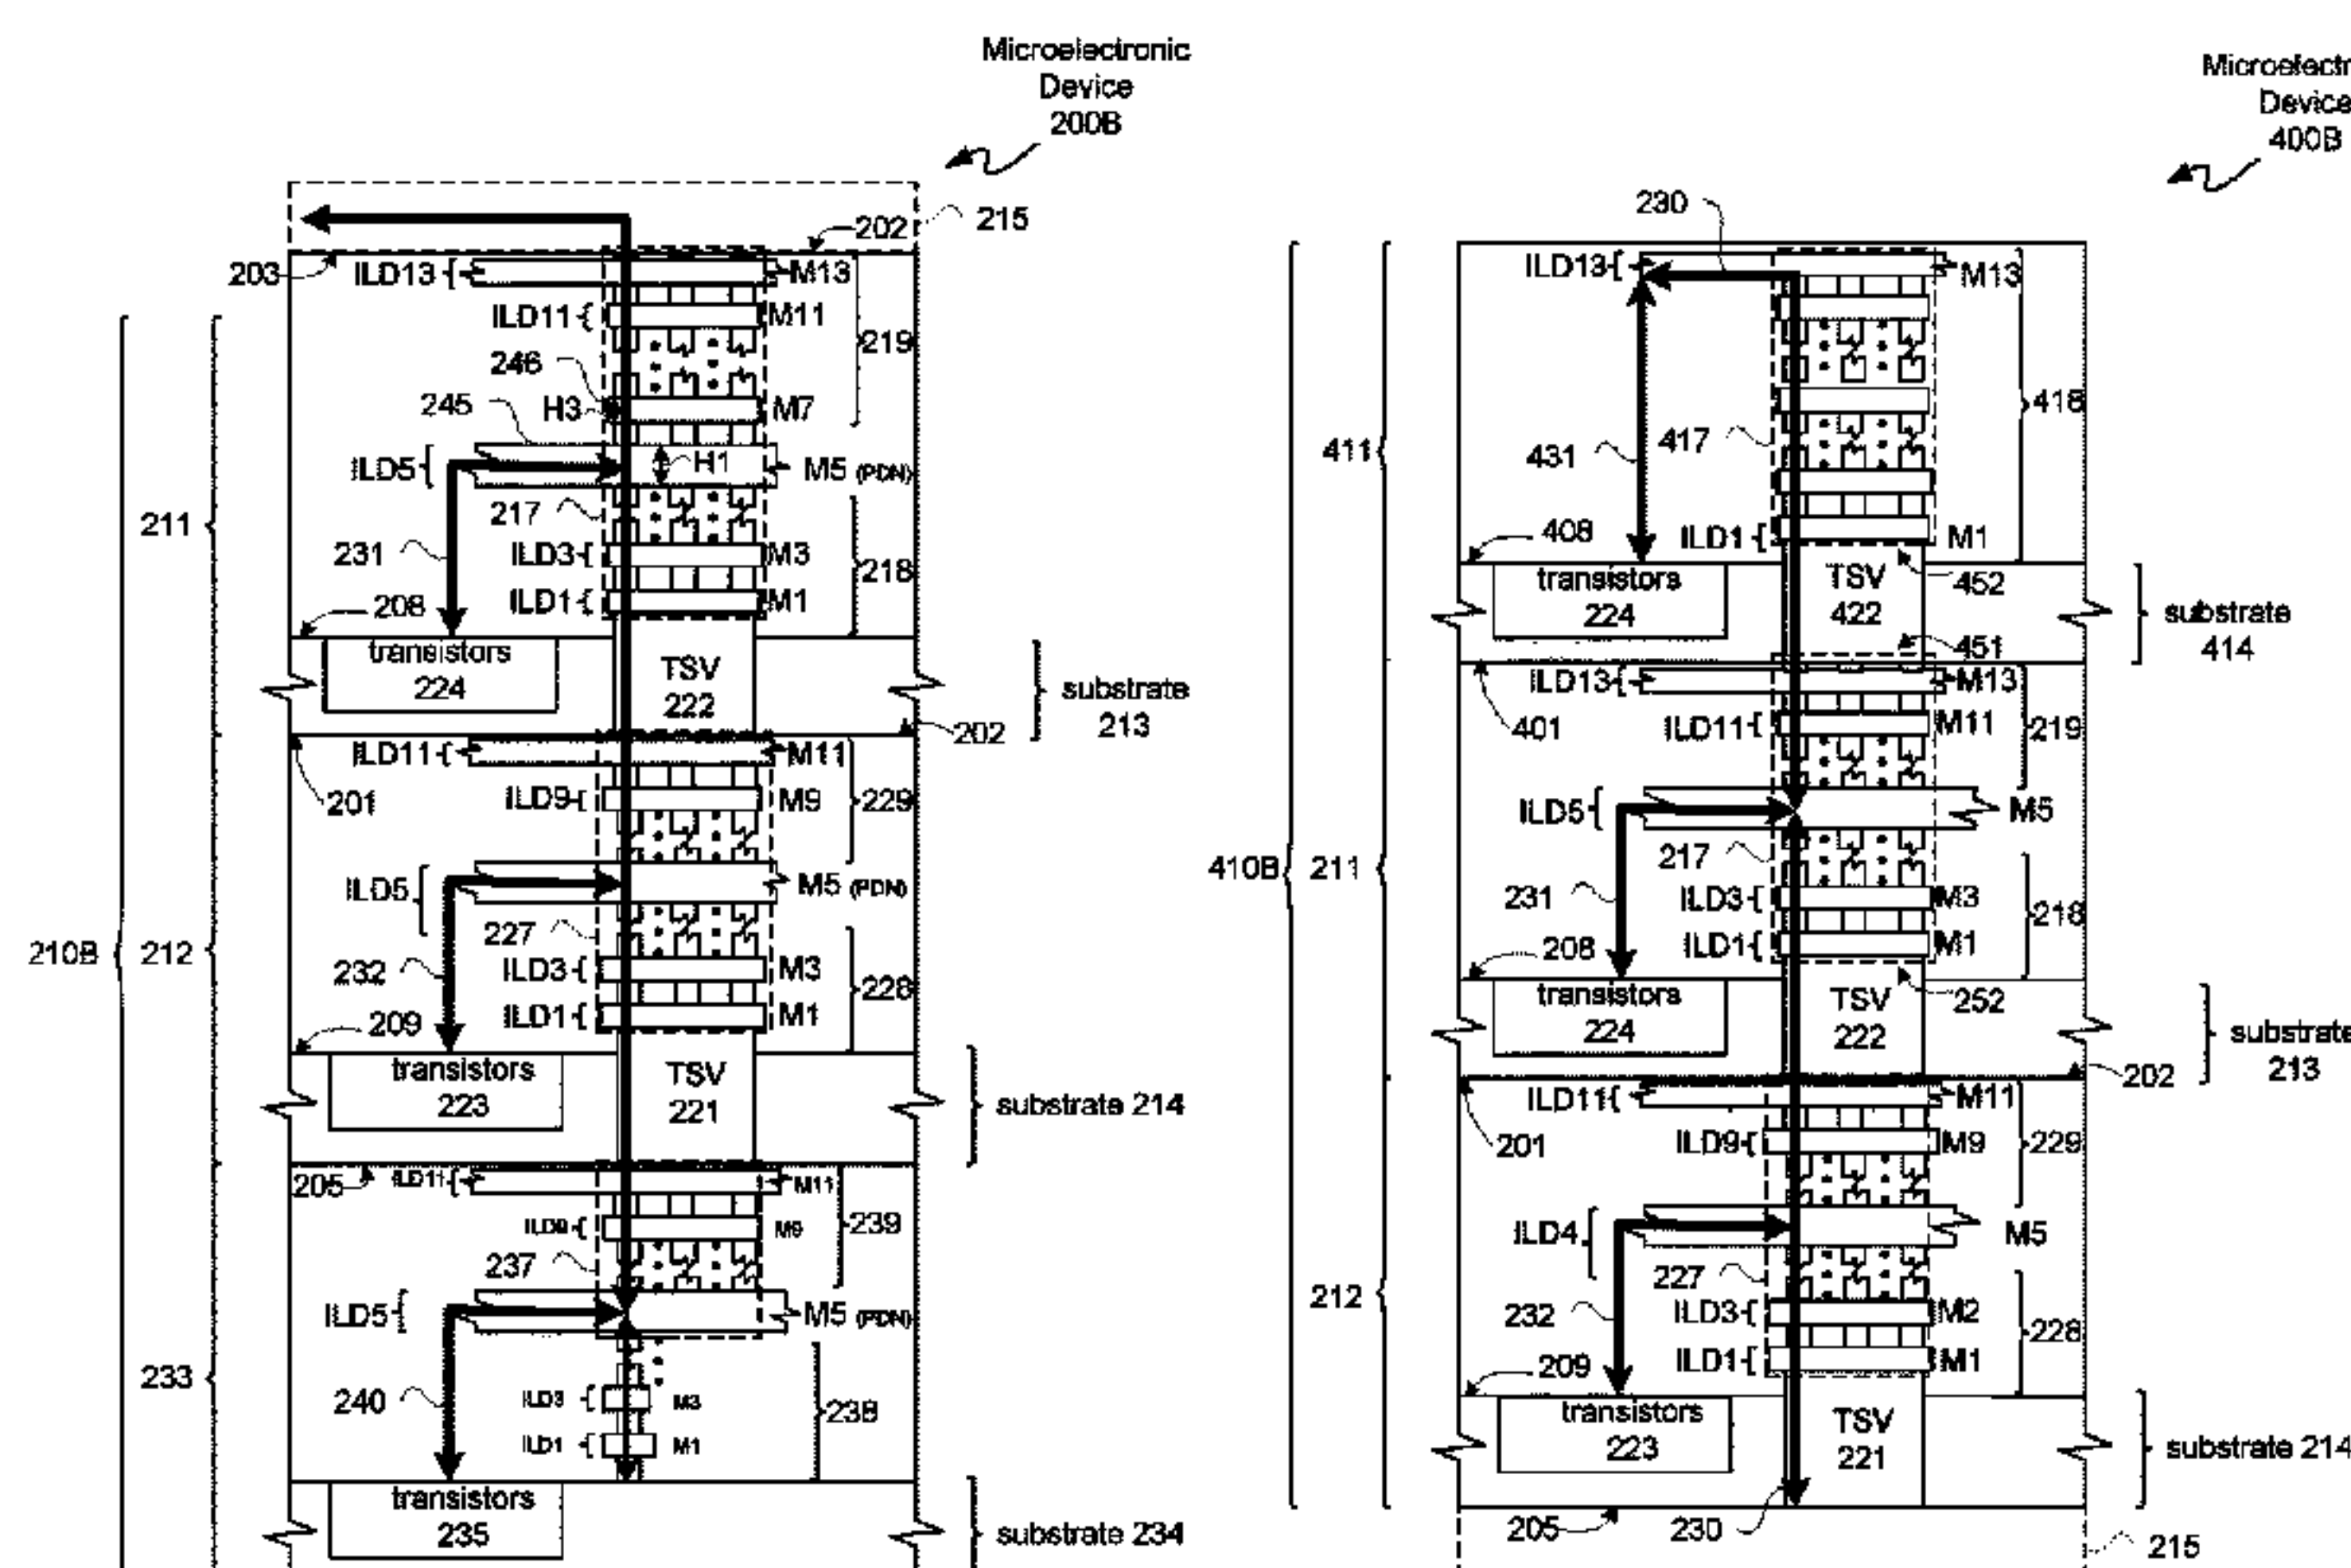 Microelectronic
Device
200B
215
202
203
ILD13
M13
ILD11
M11
219
246
H3
M7
245
ILD5
H1
M5 (PDN)
217
211
231
ILD3
M3
218
ILD1
M1
208
transistors
224
TSV
222
substrate
213
202
ILD11
M11
201
ILD9
M9
229
ILD5
M5 (PDN)
227
210B
212
232
ILD3
M3
228
ILD1
M1
209
transistors
223
TSV
221
substrate 214
205
ILD11
M11
ILD9
M9
239
237
ILD5
M5 (PDN)
233
240
ILD3
M3
238
ILD1
M1
transistors
235
substrate 234
Microelectr
Device
400B
230
ILD13
M13
418
411
431
417
408
ILD1
M1
transistors
224
TSV
422
452
substrate
414
451
ILD13
M13
401
ILD11
M11
219
ILD5
M5
410B
211
217
231
ILD3
M3
218
208
ILD1
M1
transistors
224
TSV
222
252
substrate
213
202
ILD11
M11
201
ILD9
M9
229
ILD4
M5
212
227
232
ILD3
M2
228
209
ILD1
M1
transistors
223
TSV
221
substrate 214
205
230
215